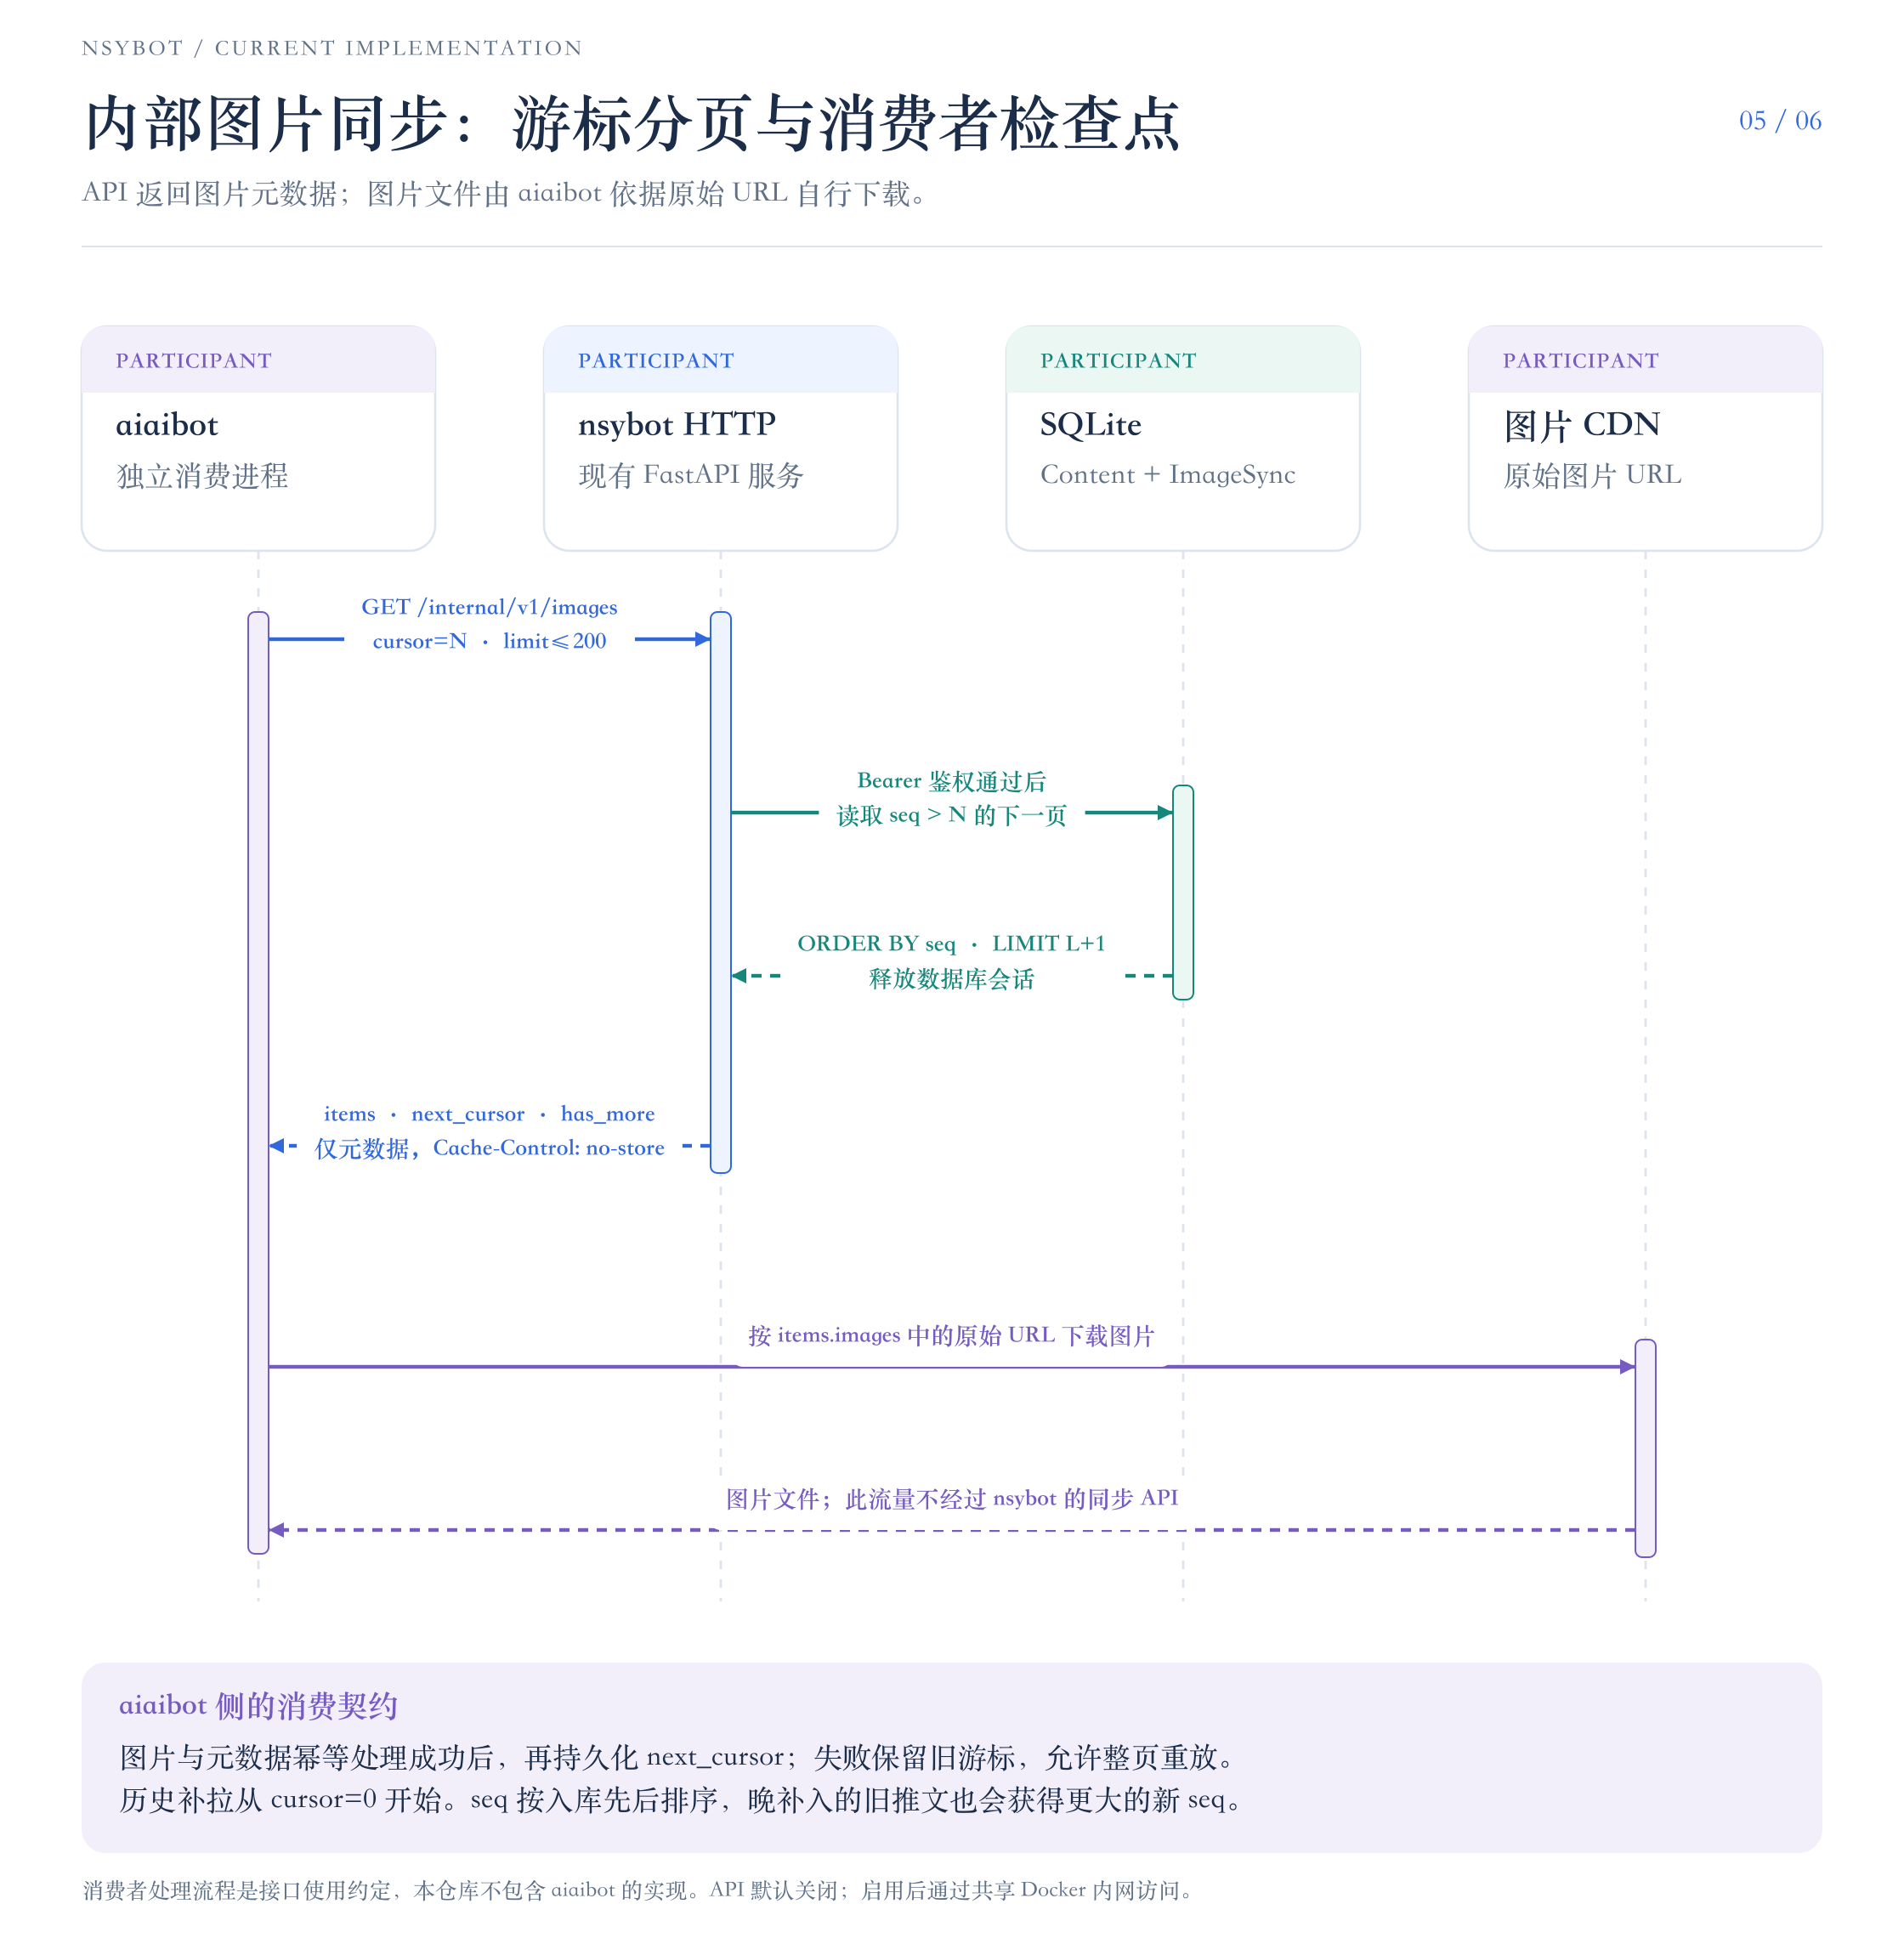 NSYBOT / CURRENT IMPLEMENTATION
内部图片同步：游标分页与消费者检查点
05 / 06
API 返回图片元数据；图片文件由 aiaibot 依据原始 URL 自行下载。
PARTICIPANT
aiaibot
独立消费进程
PARTICIPANT
nsybot HTTP
现有 FastAPI 服务
PARTICIPANT
SQLite
Content + ImageSync
PARTICIPANT
图片 CDN
原始图片 URL
GET /internal/v1/images
cursor=N · limit≤200
Bearer 鉴权通过后
读取 seq > N 的下一页
ORDER BY seq · LIMIT L+1
释放数据库会话
items · next_cursor · has_more
仅元数据，Cache-Control: no-store
按 items.images 中的原始 URL 下载图片
图片文件；此流量不经过 nsybot 的同步 API
aiaibot 侧的消费契约
图片与元数据幂等处理成功后，再持久化 next_cursor；失败保留旧游标，允许整页重放。
历史补拉从 cursor=0 开始。seq 按入库先后排序，晚补入的旧推文也会获得更大的新 seq。
消费者处理流程是接口使用约定，本仓库不包含 aiaibot 的实现。API 默认关闭；启用后通过共享 Docker 内网访问。